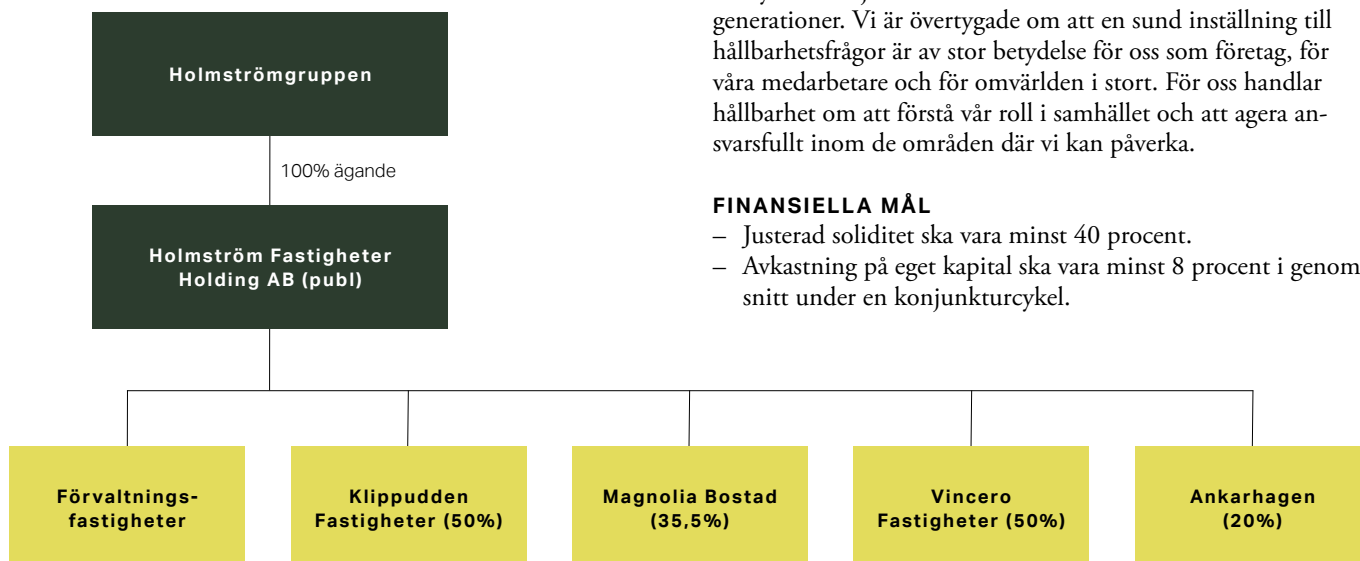 generationer. Vi är övertygade om att en sund inställning till
hållbarhetsfrågor är av stor betydelse för oss som företag, för
våra medarbetare och för omvärlden i stort. För oss handlar
hållbarhet om att förstå vår roll i samhället och att agera an-
svarsfullt inom de områden där vi kan påverka.
FINANSIELLA MÅL
– Justerad soliditet ska vara minst 40 procent.
– Avkastning på eget kapital ska vara minst 8 procent i genom
snitt under en konjunkturcykel.
Holmströmgruppen
100% ägande
Holmström Fastigheter
Holding AB (publ)
Förvaltnings-
fastigheter
Klippudden
Fastigheter (50%)
Magnolia Bostad
(35,5%)
Vincero
Fastigheter (50%)
Ankarhagen
(20%)